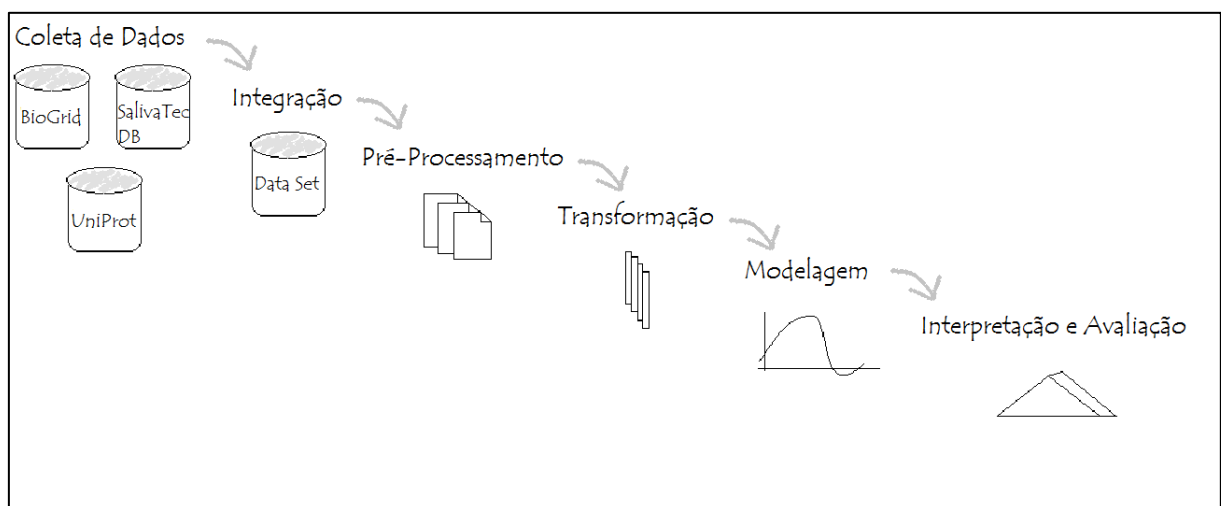 Coleta de Dados
BioGrid
SalivaTec
DB
UniProt
Integração
Data Set
Pré-Processamento
Transformação
Modelagem
Interpretação e Avaliação